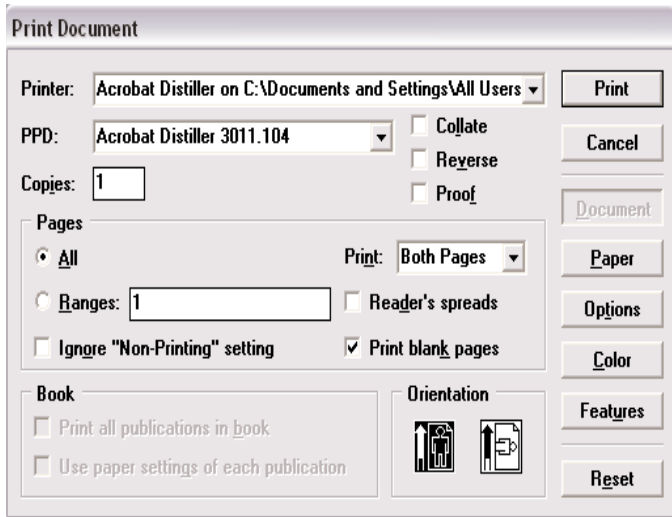 Print Document
Printer: Acrobat Distiller on C:\Documents and Settings\All Users Print
PPD: Acrobat Distiller 3011.104 Collate Cancel
Reverse
Copies: 1 Proof Document
Pages
All Print: Both Pages Paper
Ranges: 1 Reader's spreads Options
Ignore "Non-Printing" setting Print blank pages Color
Book Orientation
Print all publications in book Features
Use paper settings of each publication Reset